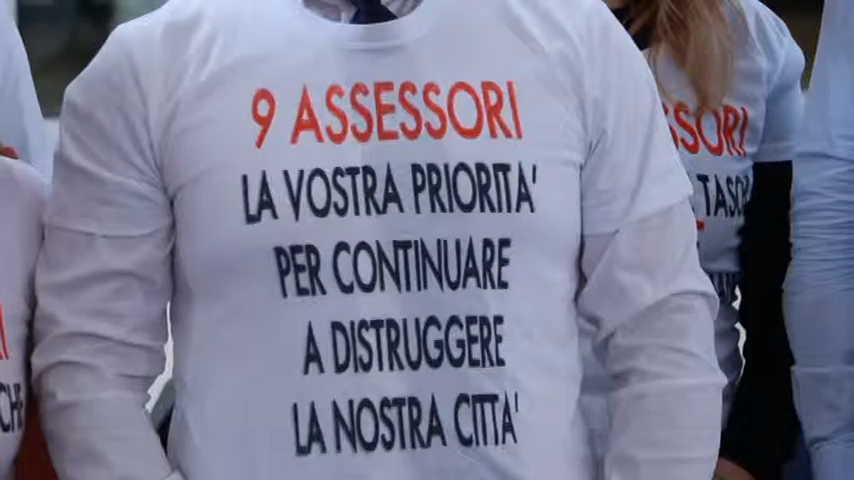 9 ASSESSORI
LA VOSTRA PRIORITA'
PER CONTINUARE
A DISTRUGGERE
LA NOSTRA CITTA'